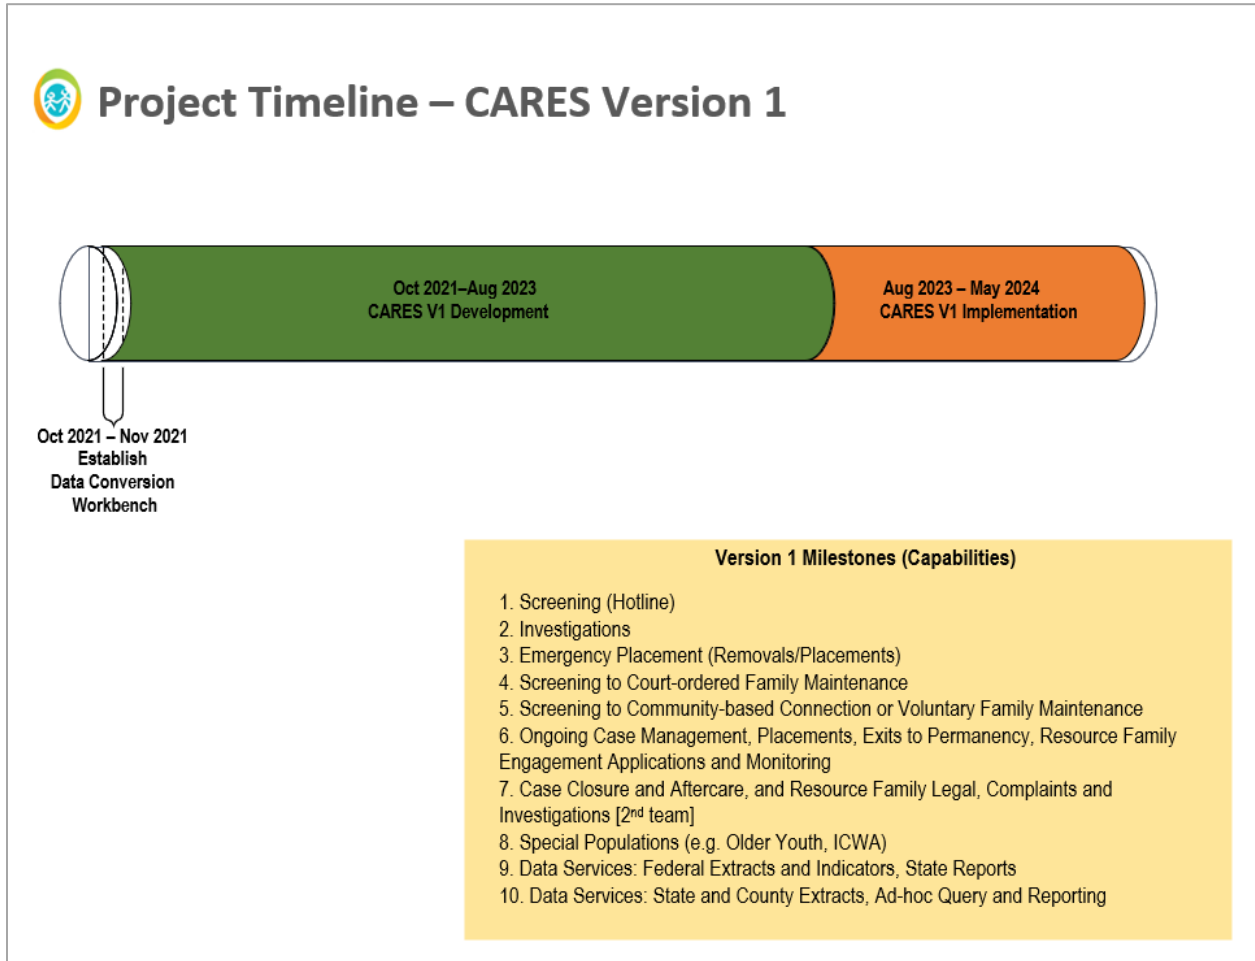 Project Timeline – CARES Version 1
Oct 2021–Aug 2023
CARES V1 Development
Aug 2023 – May 2024
CARES V1 Implementation
Oct 2021 – Nov 2021
Establish
Data Conversion
Workbench
Version 1 Milestones (Capabilities)
1. Screening (Hotline)
2. Investigations
3. Emergency Placement (Removals/Placements)
4. Screening to Court-ordered Family Maintenance
5. Screening to Community-based Connection or Voluntary Family Maintenance
6. Ongoing Case Management, Placements, Exits to Permanency, Resource Family
Engagement Applications and Monitoring
7. Case Closure and Aftercare, and Resource Family Legal, Complaints and
Investigations [2nd team]
8. Special Populations (e.g. Older Youth, ICWA)
9. Data Services: Federal Extracts and Indicators, State Reports
10. Data Services: State and County Extracts, Ad-hoc Query and Reporting